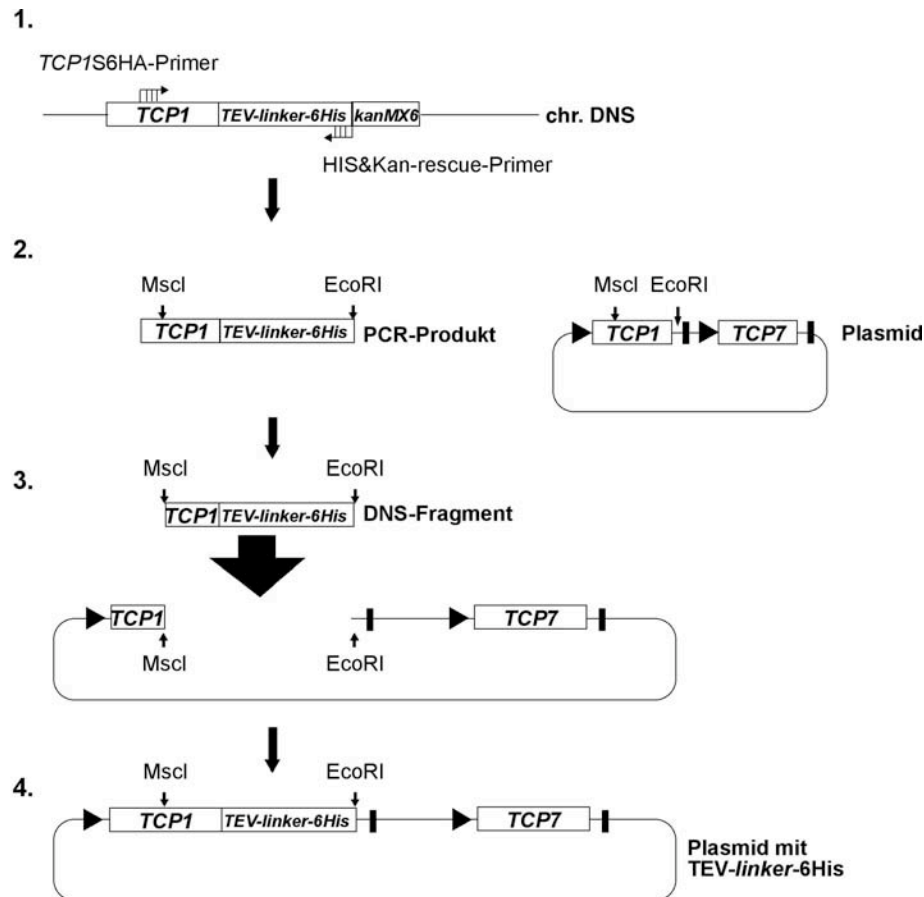 1.
TCP1S6HA-Primer
TCP1 TEV-linker-6His kanMX6 chr. DNS
HIS&Kan-rescue-Primer
2.
MscI EcoRI MscI EcoRI
TCP1 TEV-linker-6His PCR-Produkt TCP1 TCP7 Plasmid
3.
MscI EcoRI
TCP1 TEV-linker-6His DNS-Fragment
TCP1 TCP7
MscI EcoRI
4.
MscI EcoRI
TCP1 TEV-linker-6His TCP7
Plasmid mit
TEV-linker-6His